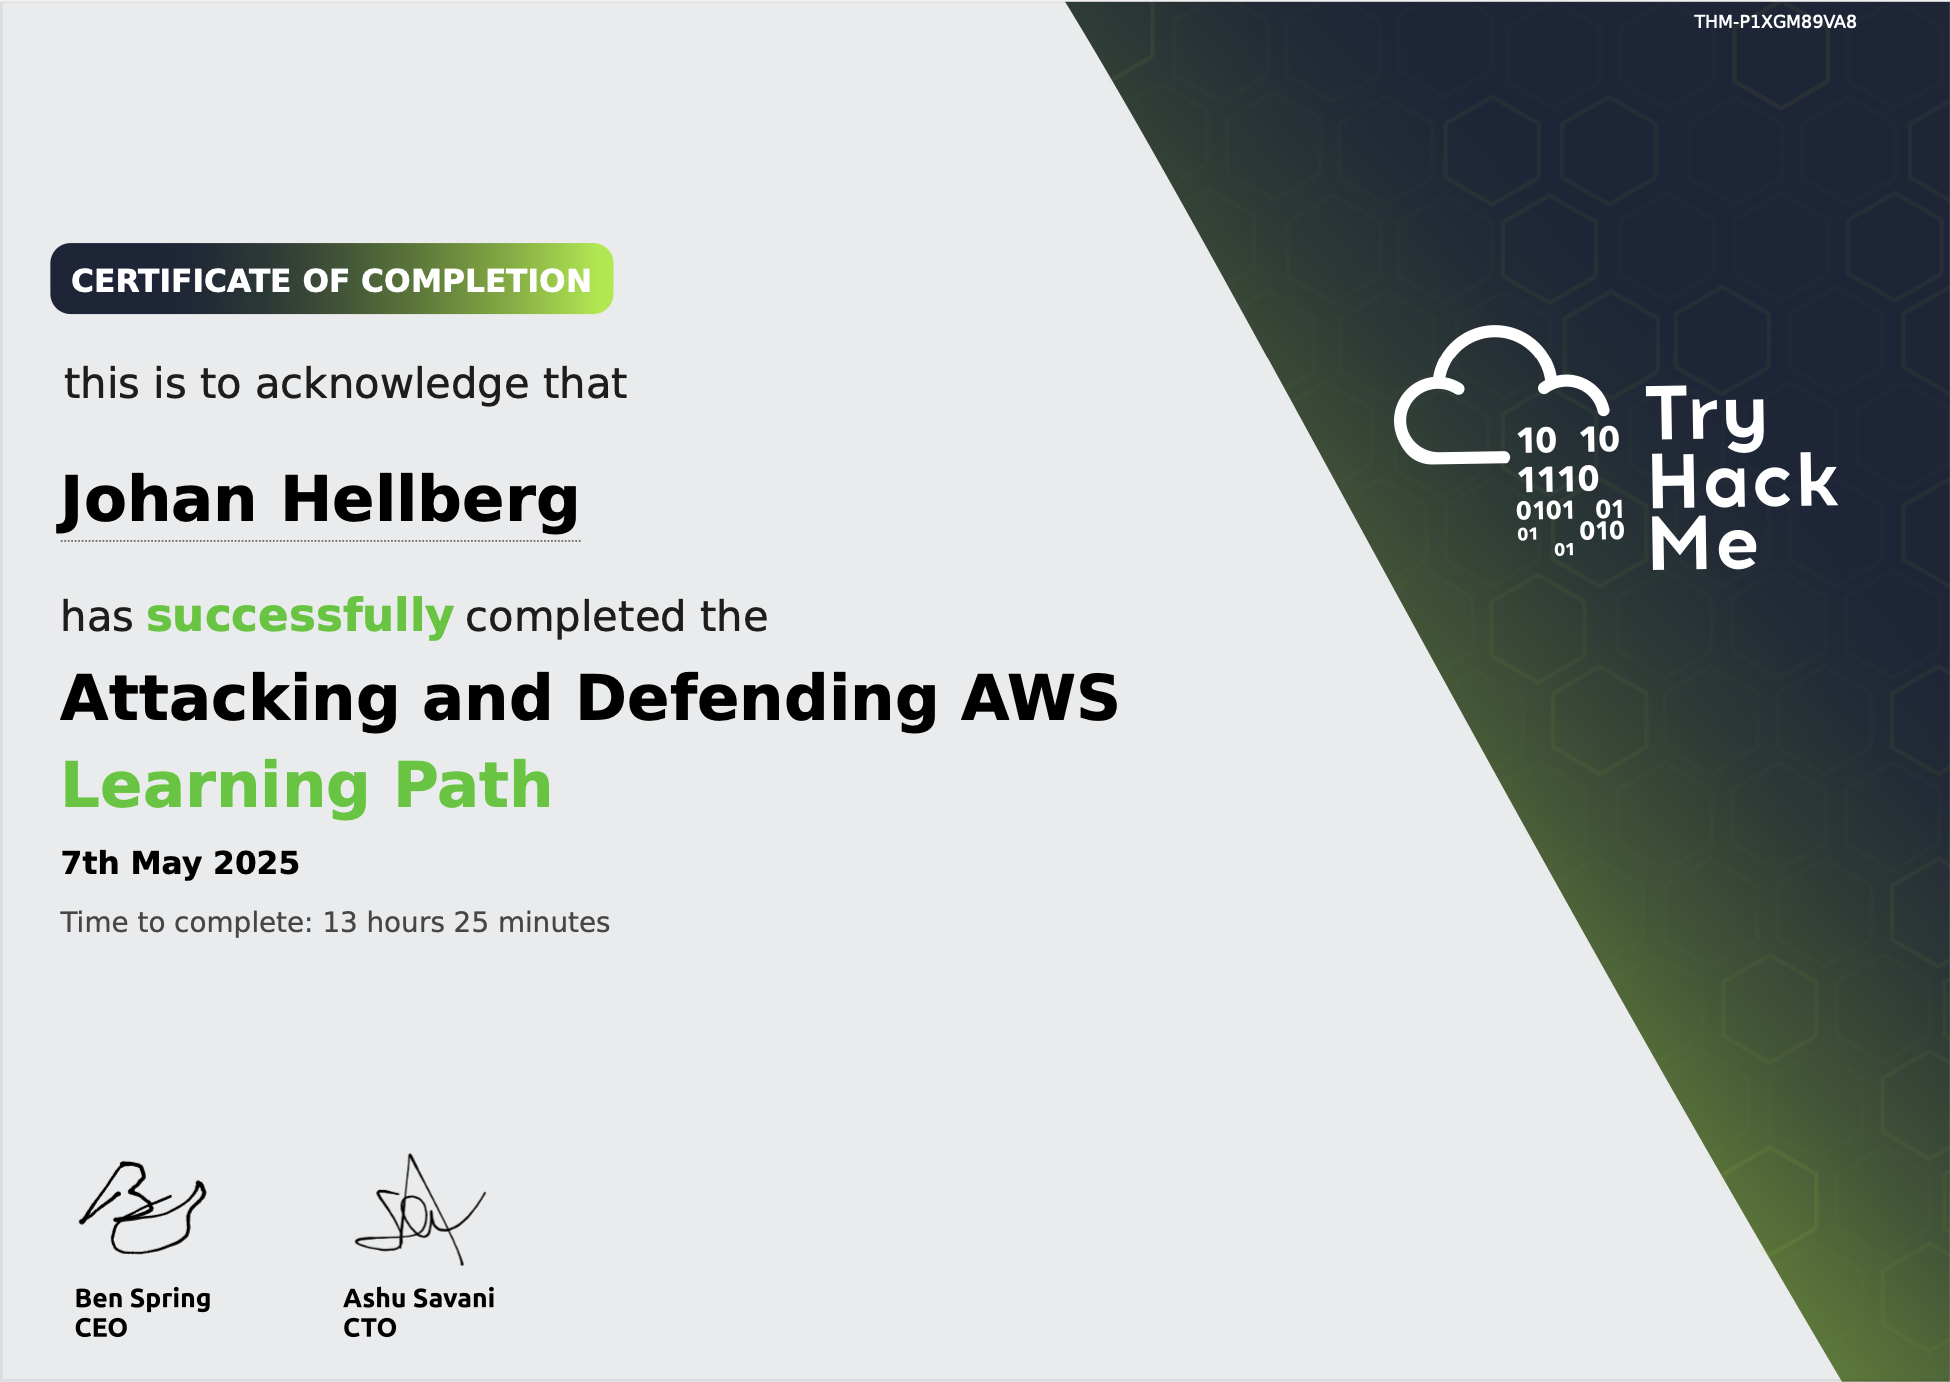 THM-P1XGM89VA8
CERTIFICATE OF COMPLETION
this is to acknowledge that
Johan Hellberg
has successfully completed the
Attacking and Defending AWS
Learning Path
7th May 2025
Time to complete: 13 hours 25 minutes
10 10
1110
0101 01
01 010
01
Try
Hack
Me
Ben Spring
CEO
Ashu Savani
CTO